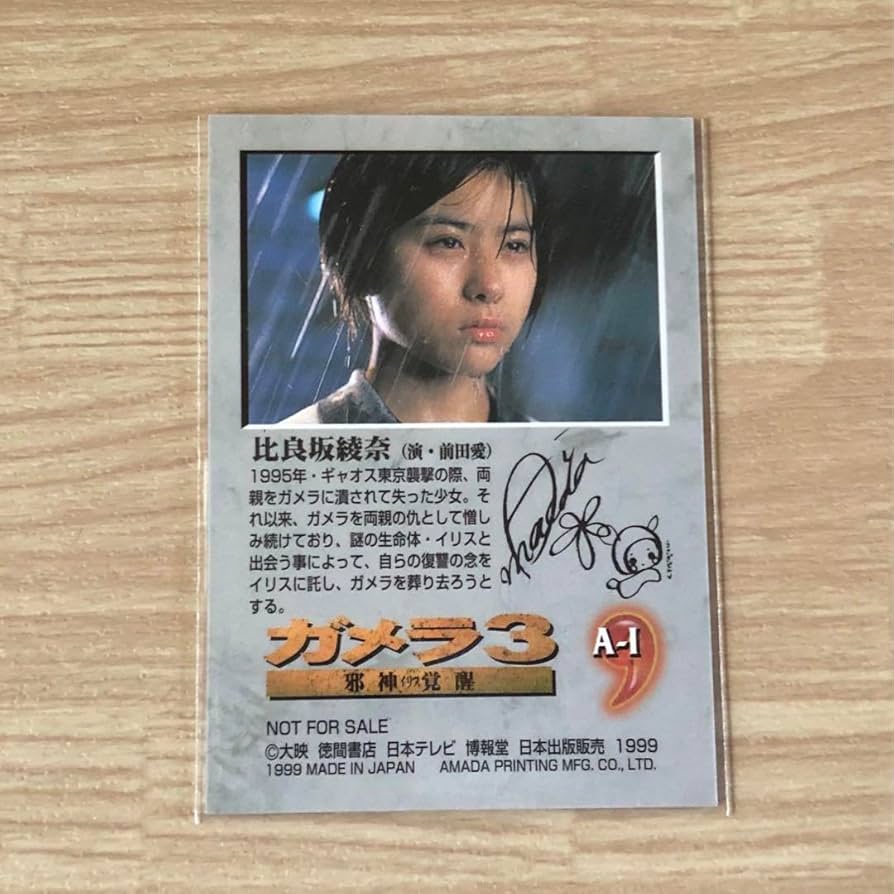 比良坂綾奈（演・前田愛）
1995年・ギャオス東京襲撃の際、両
親をガメラに潰されて失った少女。そ
れ以来、ガメラを両親の仇として憎し
み続けており、謎の生命体・イリスと
出会う事によって、自らの復讐の念を
イリスに託し、ガメラを葬り去ろうと
する。
ガメラ3
邪神イリス覚醒
A-1
NOT FOR SALE
©大映 徳間書店 日本テレビ 博報堂 日本出版販売 1999
1999 MADE IN JAPAN AMADA PRINTING MFG. CO., LTD.